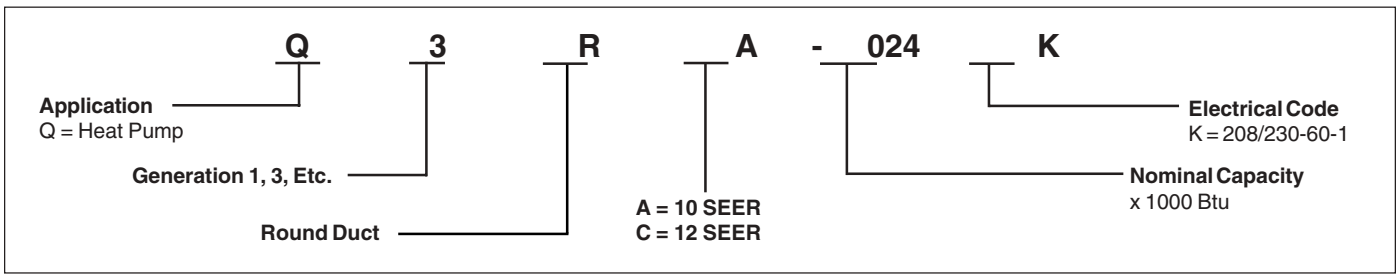 Q 3 R A - 024 K
Application
Q = Heat Pump
Electrical Code
K = 208/230-60-1
Generation 1, 3, Etc.
Nominal Capacity
x 1000 Btu
A = 10 SEER
C = 12 SEER
Round Duct